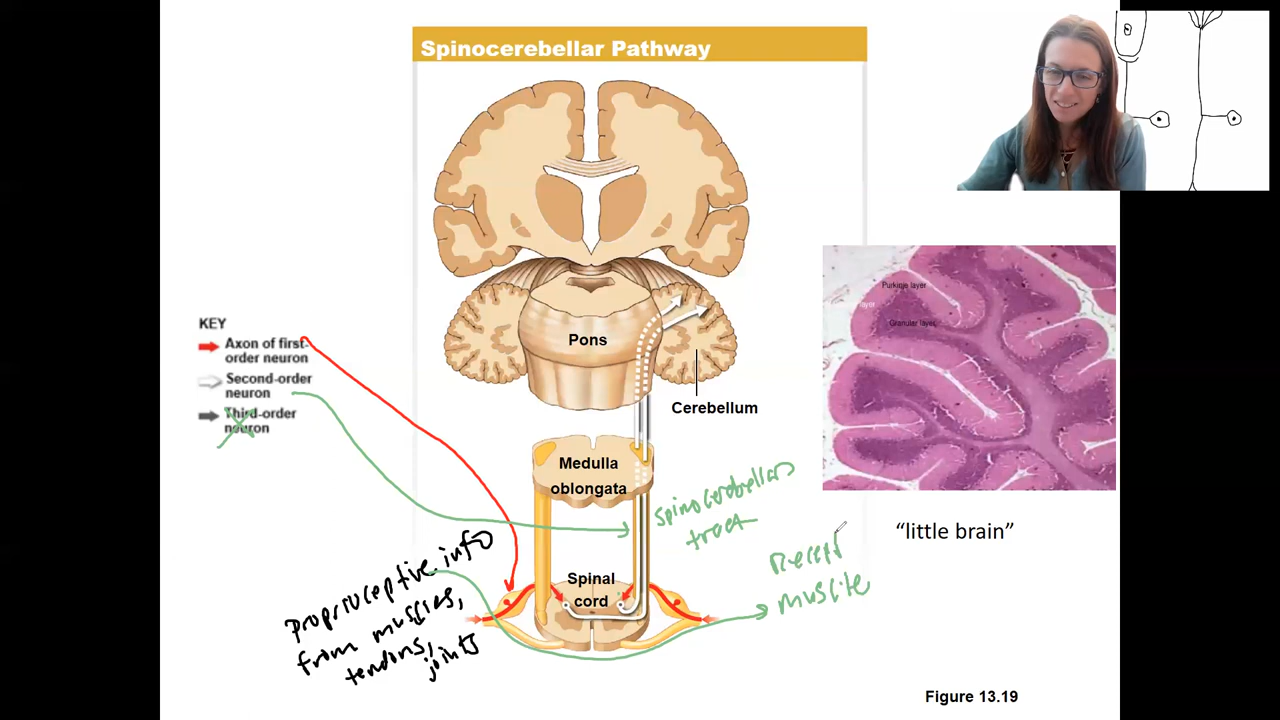 Spinocerebellar Pathway
KEY
Axon of first-
order neuron
Second-order
neuron
Third-order
neuron
Pons
Cerebellum
Medulla
oblongata
Spinal
cord
proprioceptive info
from muscles,
tendons,
joints
spinocerebellar
tract
Recept
muscle
Purkinje layer
layer
Granular layer
"little brain"
Figure 13.19